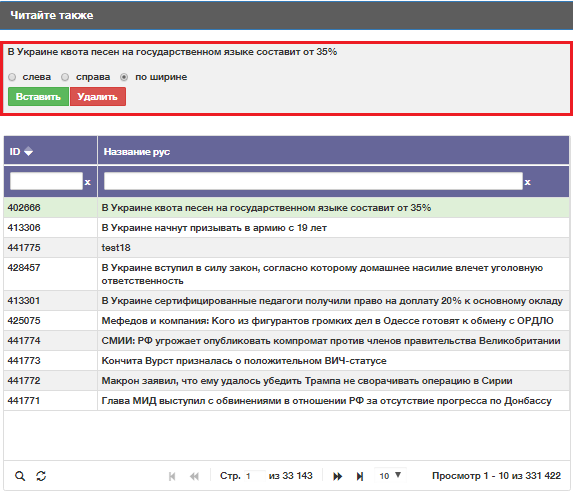 Читайте также
В Украине квота песен на государственном языке составит от 35%
слева справа по ширине
Вставить Удалить
ID Название рус
x x
402666 В Украине квота песен на государственном языке составит от 35%
413306 В Украине начнут призывать в армию с 19 лет
441775 test18
428457 В Украине вступил в силу закон, согласно которому домашнее насилие влечет уголовную
ответственность
413301 В Украине сертифицированные педагоги получили право на доплату 20% к основному окладу
425075 Мефедов и компания: Кого из фигурантов громких дел в Одессе готовят к обмену с ОРДЛО
441774 СМИИ: РФ угрожает опубликовать компромат против членов правительства Великобритании
441773 Кончита Вурст призналась о положительном ВИЧ-статусе
441772 Макрон заявил, что ему удалось убедить Трампа не сворачивать операцию в Сирии
441771 Глава МИД выступил с обвинениями в отношении РФ за отсутствие прогресса по Донбассу
Стр. 1 из 33 143 10 Просмотр 1 - 10 из 331 422